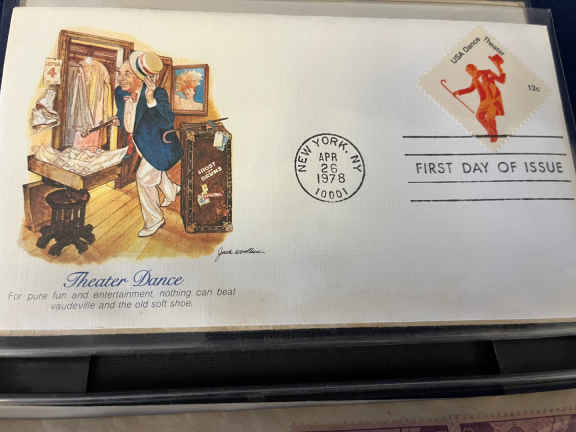 USA Dance
Theater
13c
4
NEW YORK, NY
APR
26
1978
10001
FIRST DAY OF ISSUE
Theater Dance
For pure fun and entertainment, nothing can beat
vaudeville and the old soft shoe.